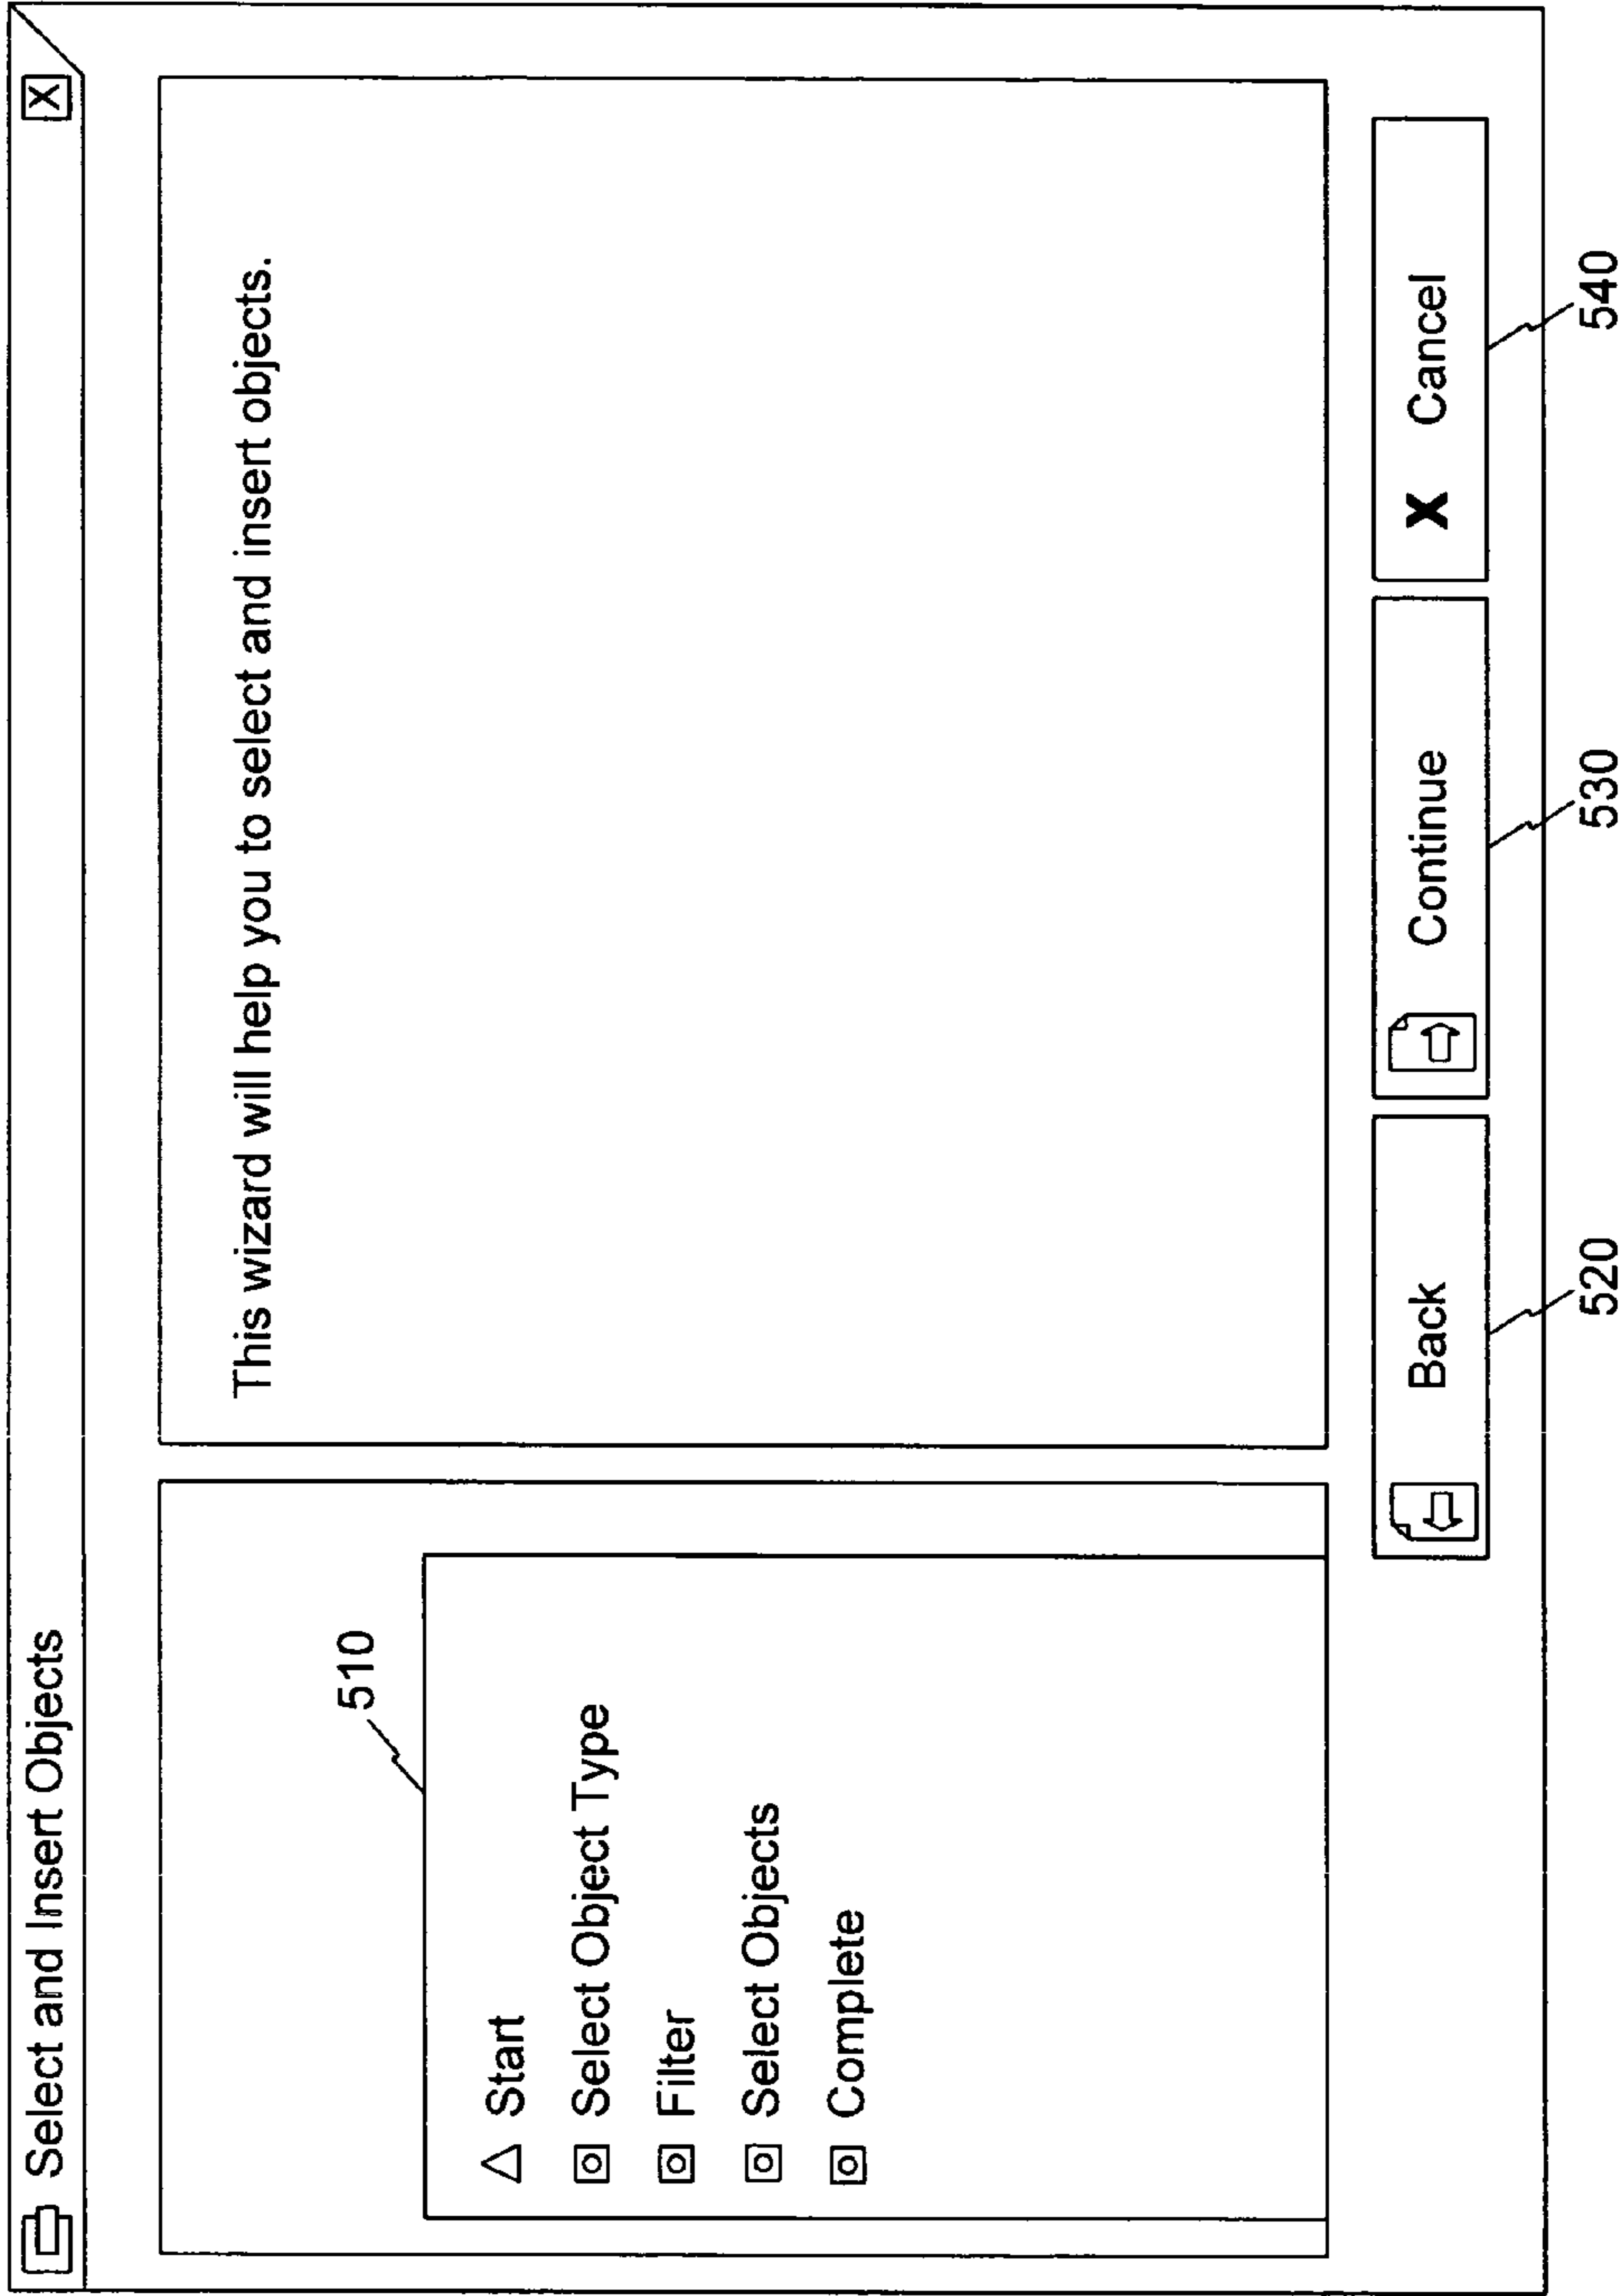 Select and Insert Objects
X
510
Start
Select Object Type
Filter
Select Objects
Complete
This wizard will help you to select and insert objects.
Back
Continue
X Cancel
520
530
540